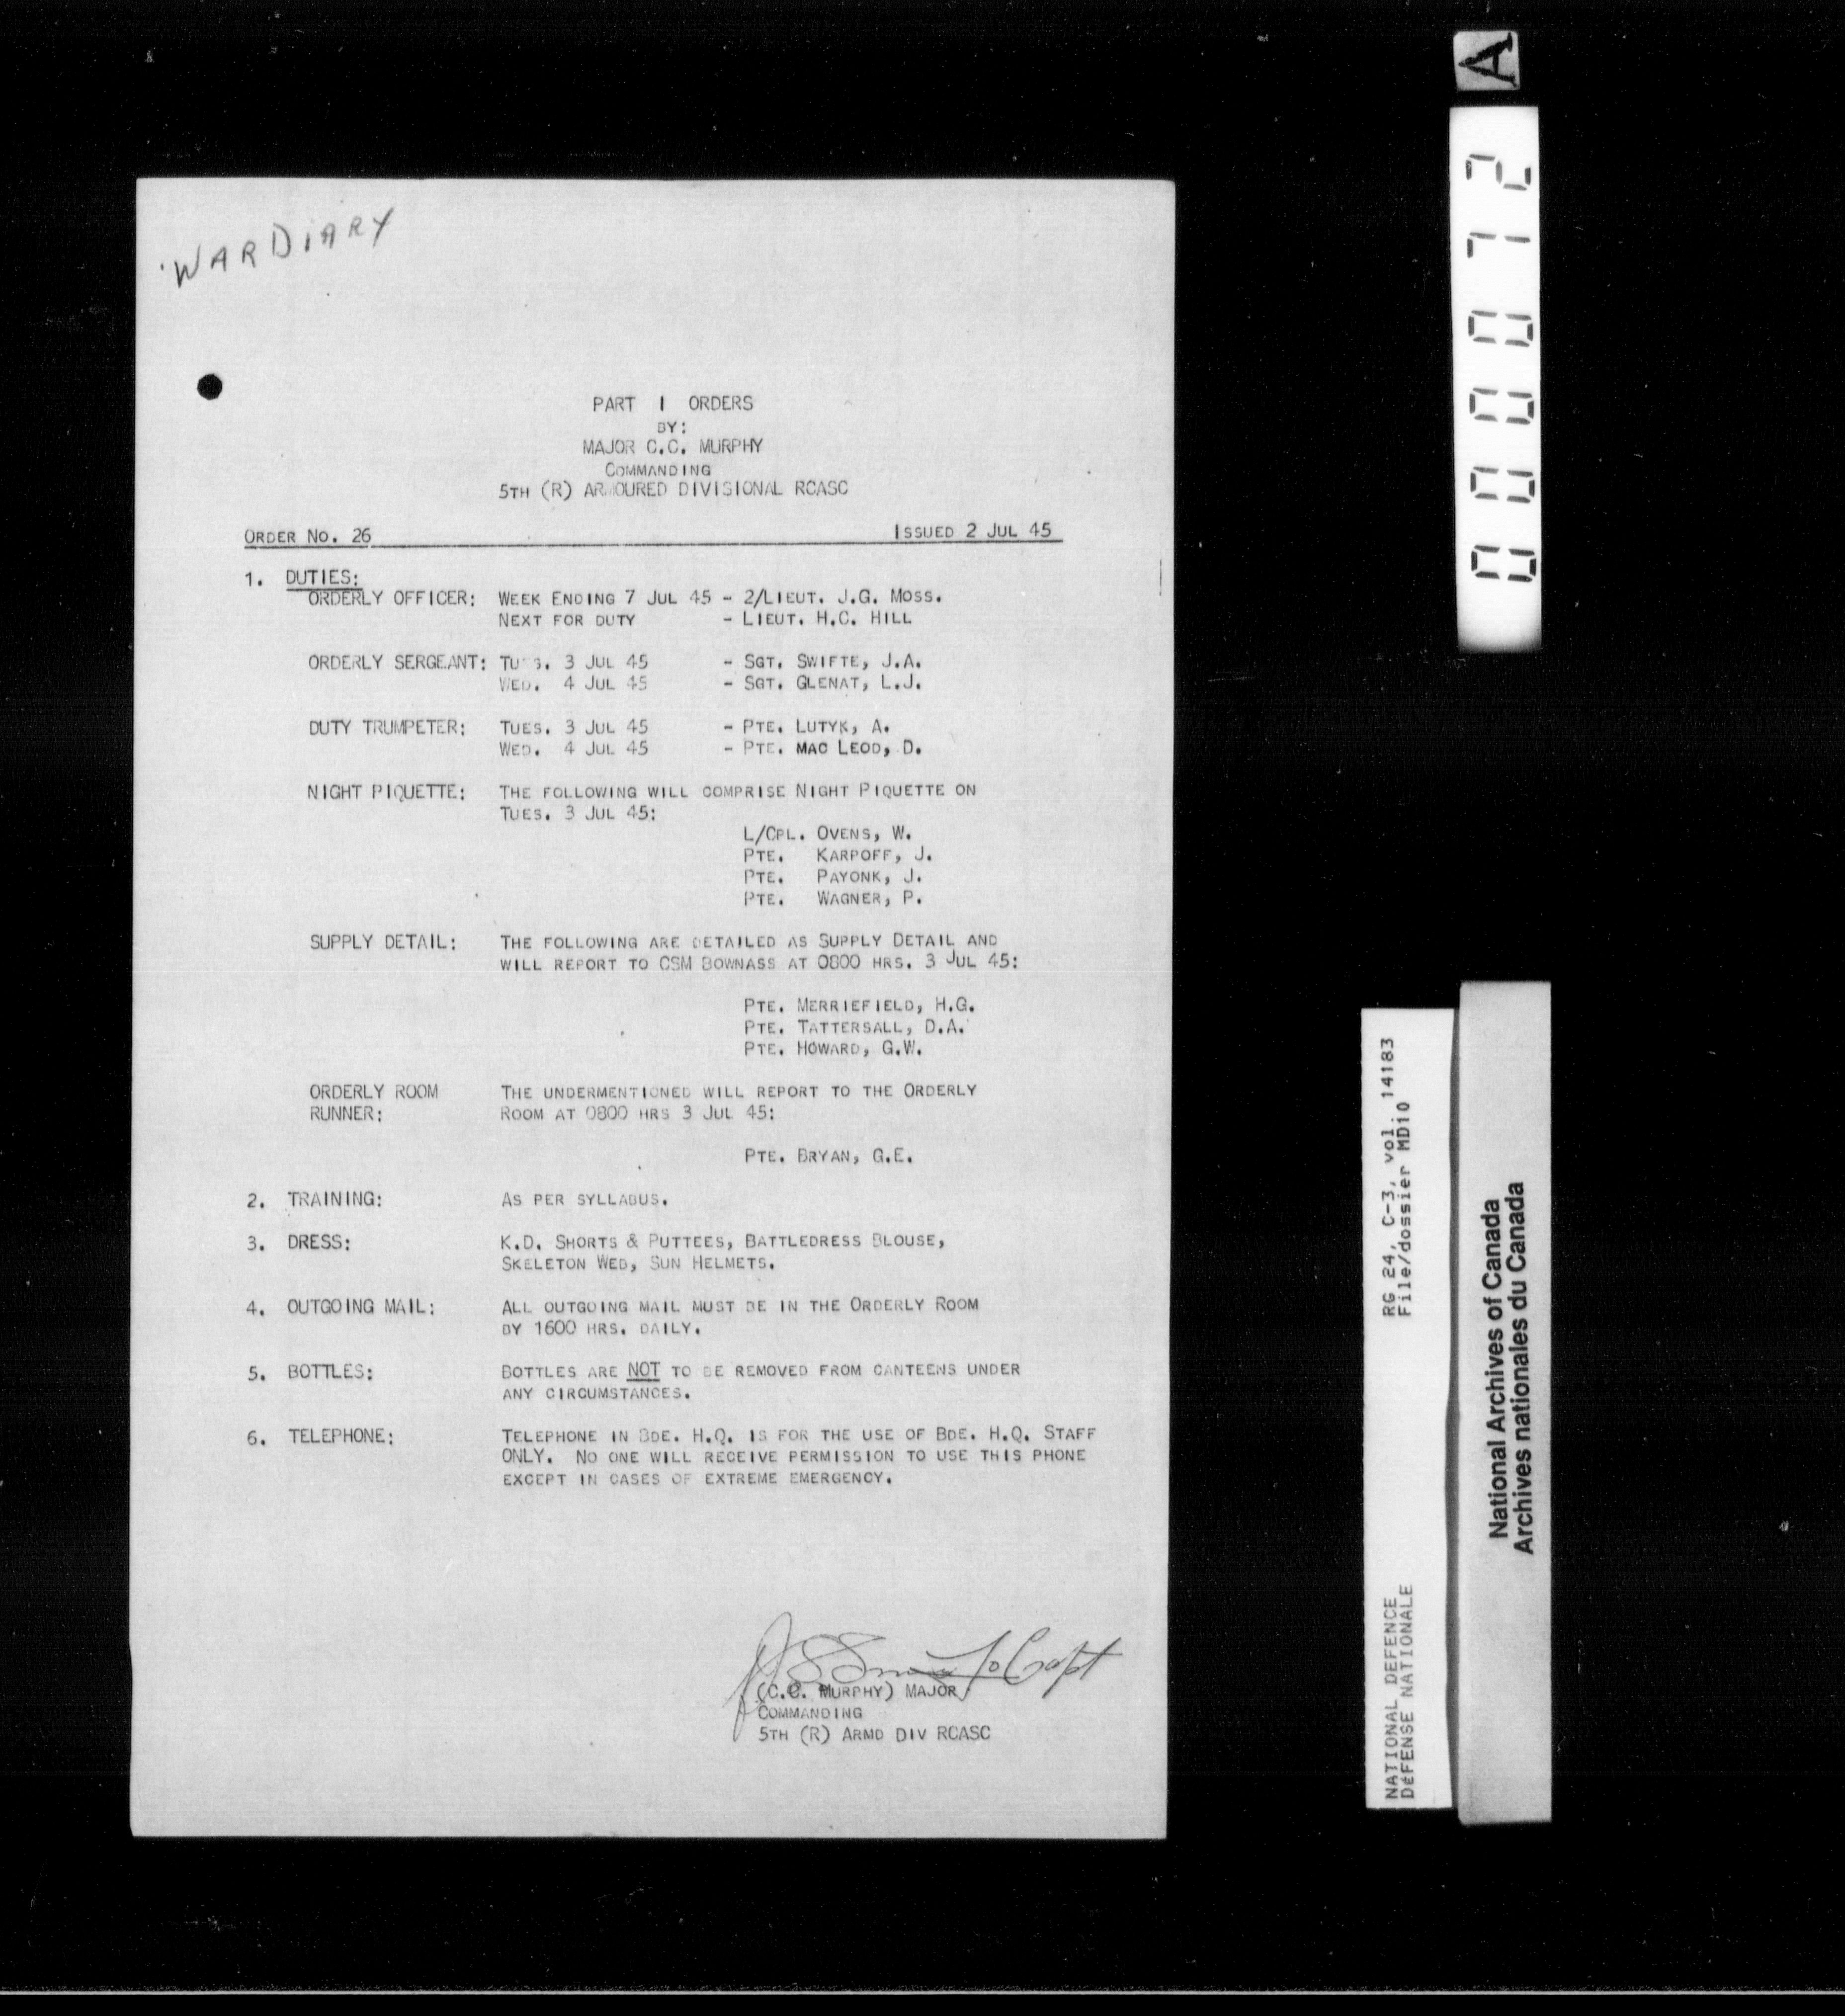 WAR DIARY
PART I ORDERS
BY:
MAJOR C.C. MURPHY
COMMANDING
5TH (R) ARMOURED DIVISIONAL RCASC
ORDER NO. 26 ISSUED 2 JUL 45
1. DUTIES:
ORDERLY OFFICER: WEEK ENDING 7 JUL 45 - 2/LIEUT. J.G. MOSS.
NEXT FOR DUTY - LIEUT. H.C. HILL
ORDERLY SERGEANT: TUES. 3 JUL 45 - SGT. SWIFTE, J.A.
WED. 4 JUL 45 - SGT. GLENAT, L.J.
DUTY TRUMPETER: TUES. 3 JUL 45 - PTE. LUTYK, A.
WED. 4 JUL 45 - PTE. MAC LEOD, D.
NIGHT PIQUETTE: THE FOLLOWING WILL COMPRISE NIGHT PIQUETTE ON
TUES. 3 JUL 45:
L/CPL. OVENS, W.
PTE. KARPOFF, J.
PTE. PAYONK, J.
PTE. WAGNER, P.
SUPPLY DETAIL: THE FOLLOWING ARE DETAILED AS SUPPLY DETAIL AND
WILL REPORT TO CSM BOWNASS AT 0800 HRS. 3 JUL 45:
PTE. MERRIEFIELD, H.G.
PTE. TATTERSALL, D.A.
PTE. HOWARD, G.W.
ORDERLY ROOM THE UNDERMENTIONED WILL REPORT TO THE ORDERLY
RUNNER: ROOM AT 0800 HRS 3 JUL 45:
PTE. BRYAN, G.E.
2. TRAINING: AS PER SYLLABUS.
3. DRESS: K.D. SHORTS & PUTTEES, BATTLEDRESS BLOUSE,
SKELETON WEB, SUN HELMETS.
4. OUTGOING MAIL: ALL OUTGOING MAIL MUST BE IN THE ORDERLY ROOM
BY 1600 HRS. DAILY.
5. BOTTLES: BOTTLES ARE NOT TO BE REMOVED FROM CANTEENS UNDER
ANY CIRCUMSTANCES.
6. TELEPHONE: TELEPHONE IN BDE. H.Q. IS FOR THE USE OF BDE. H.Q. STAFF
ONLY. NO ONE WILL RECEIVE PERMISSION TO USE THIS PHONE
EXCEPT IN CASES OF EXTREME EMERGENCY.
Capt
(C.C. MURPHY) MAJOR
COMMANDING
5TH (R) ARMD DIV RCASC
A
000072
RG 24, C-3, vol. 14183
File/dossier MD10
NATIONAL DEFENCE
DéFENSE NATIONALE
National Archives of Canada
Archives nationales du Canada